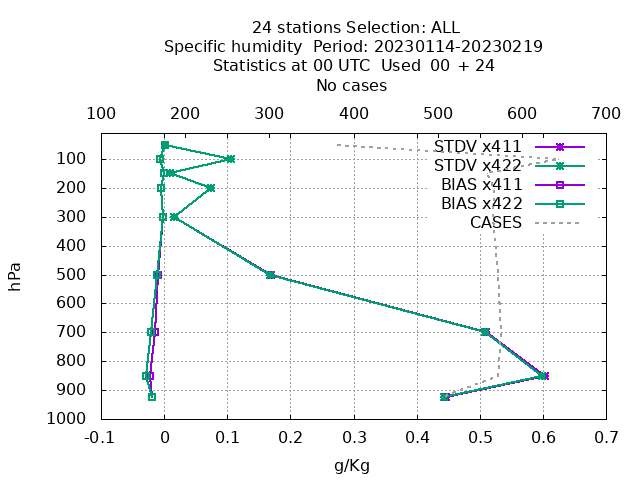 24 stations Selection: ALL
Specific humidity  Period: 20230114-20230219
Statistics at 00 UTC  Used  00 + 24
No cases
100 200 300 400 500 600 700
STDV x411
STDV x422
BIAS x411
BIAS x422
CASES
hPa
100
200
300
400
500
600
700
800
900
1000
-0.1 0 0.1 0.2 0.3 0.4 0.5 0.6 0.7
g/Kg